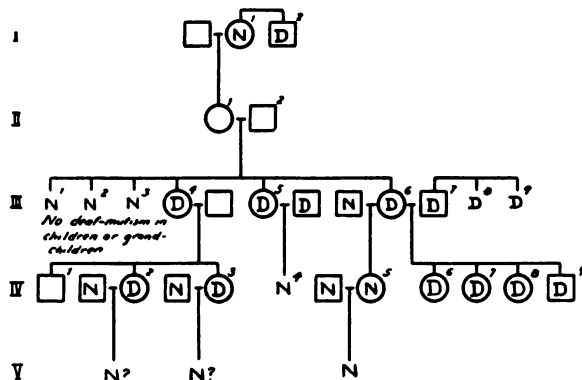 I N 1 D 2
II 1 2
III N 1 N 2 N 3 D 4 D 5 D N D 6 D 7 D 8 D 9
No deaf-mutism in
children or grand-
children
IV 1 N D 2 N D 3 N 4 N N 5 D 6 D 7 D 8 D 9
V N? N? N